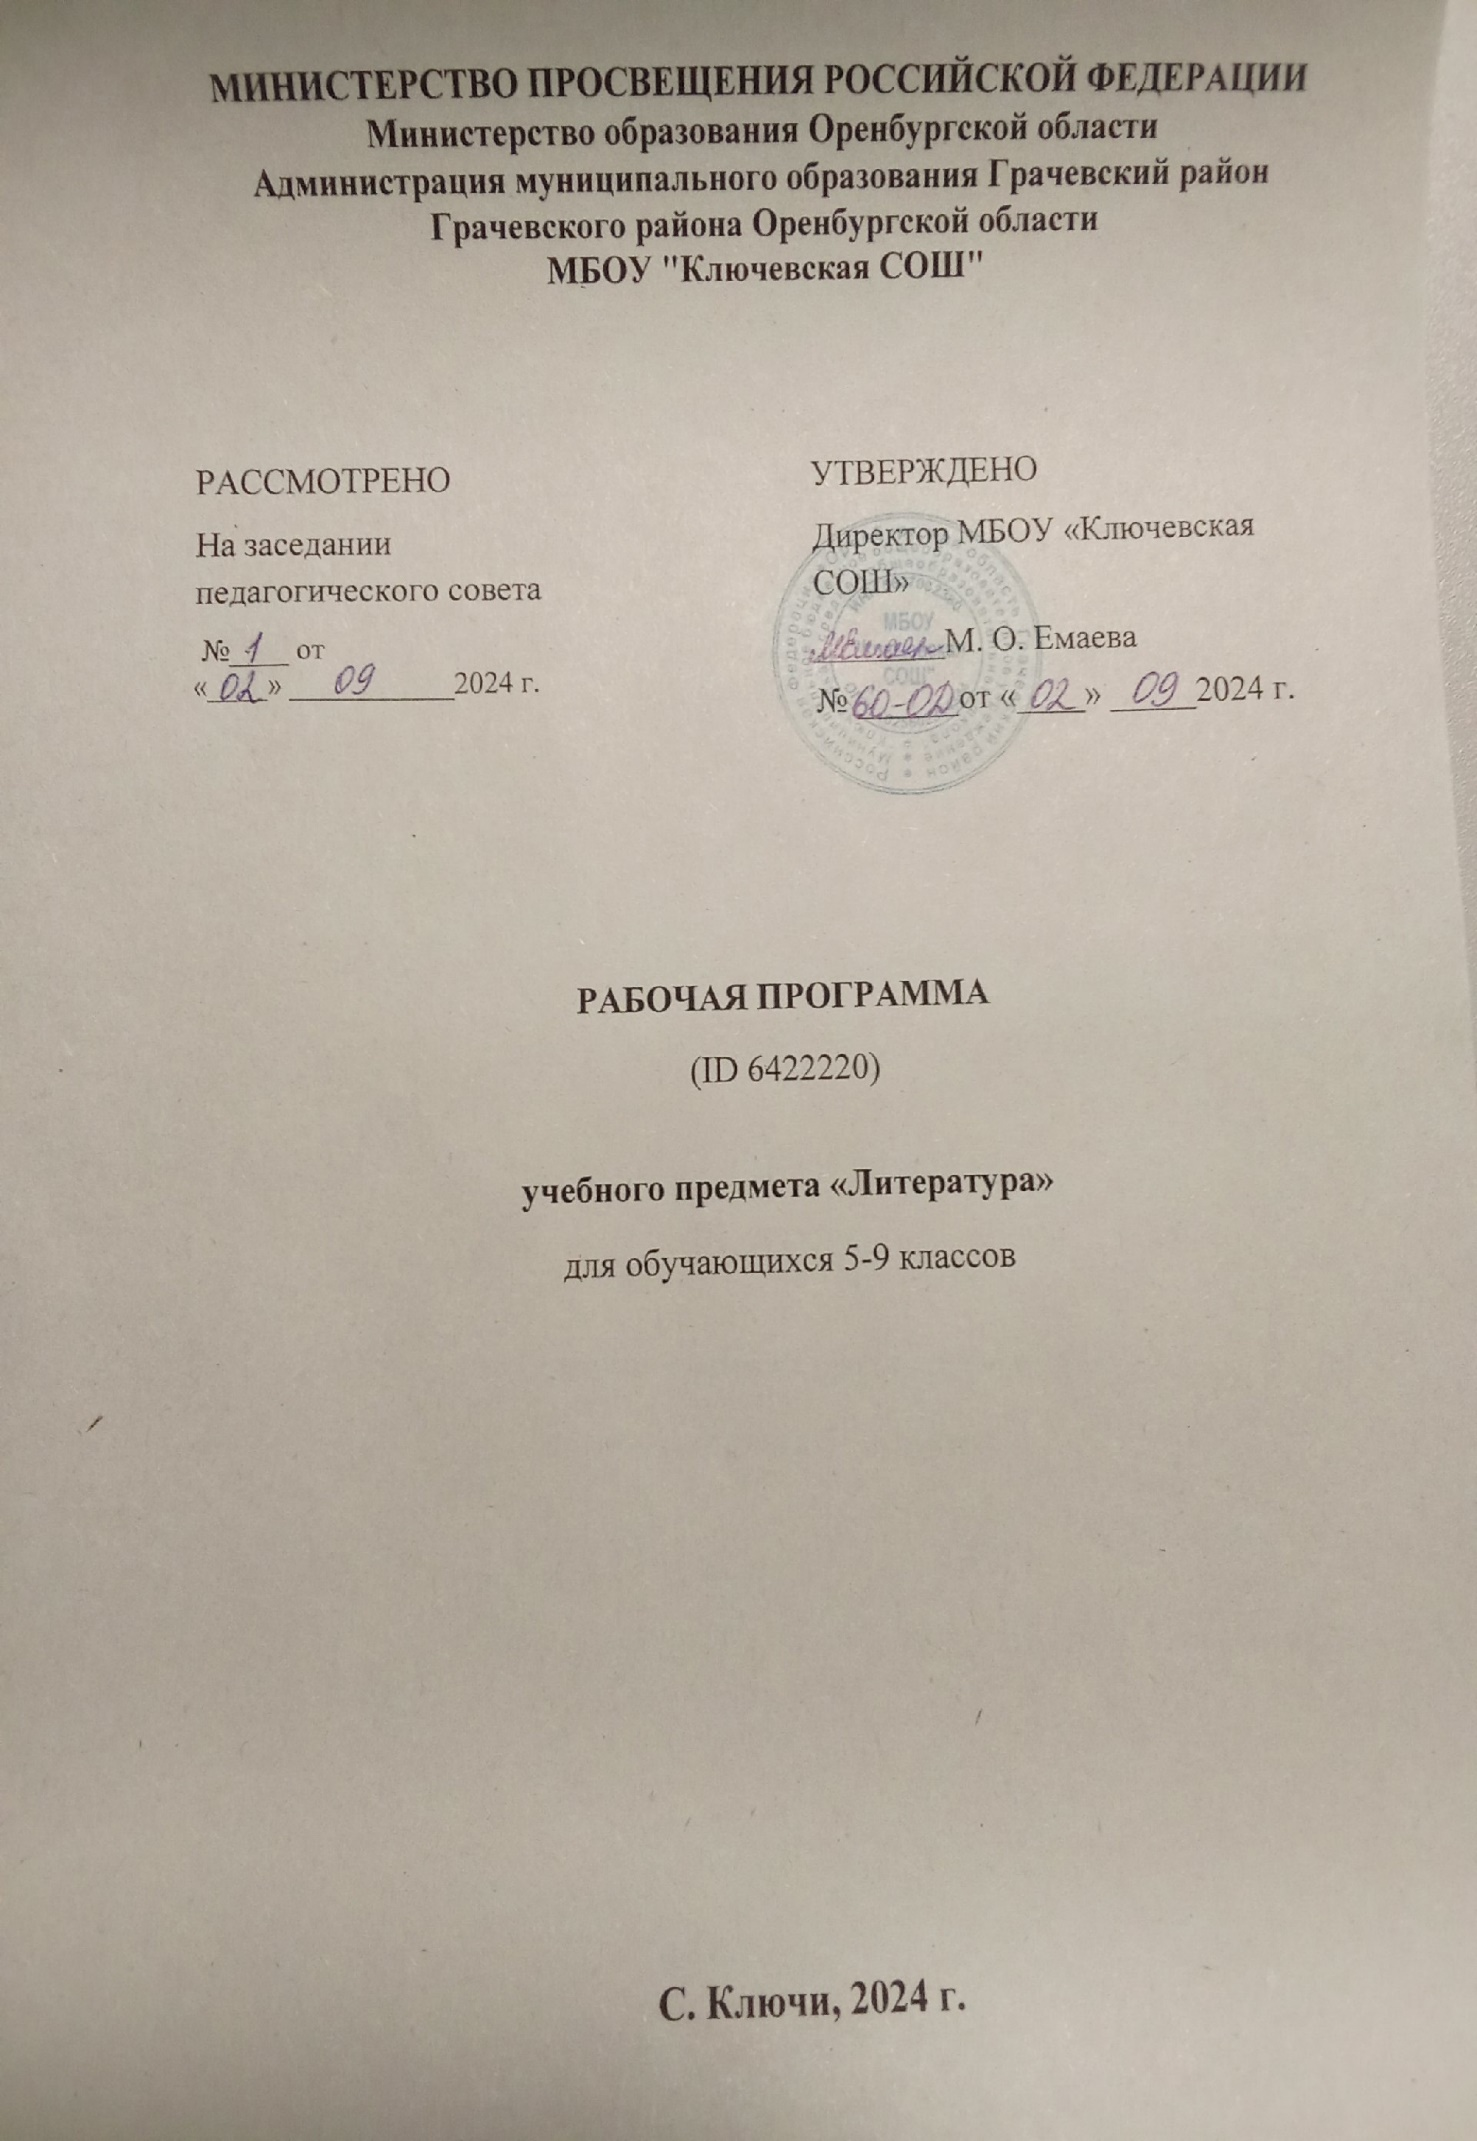 МИНИСТЕРСТВО ПРОСВЕЩЕНИЯ РОССИЙСКОЙ ФЕДЕРАЦИИ
Министерство образования Оренбургской области
Администрация муниципального образования Грачевский район
Грачевского района Оренбургской области
МБОУ "Ключевская СОШ"
РАССМОТРЕНО
На заседании
педагогического совета
№ 1 от
«02» 09 2024 г.
УТВЕРЖДЕНО
Директор МБОУ «Ключевская
СОШ»
М. О. Емаева
№ 60-ОД от «02» 09 2024 г.
МБОУ
СОШ"
РАБОЧАЯ ПРОГРАММА
(ID 6422220)
учебного предмета «Литература»
для обучающихся 5-9 классов
С. Ключи, 2024 г.